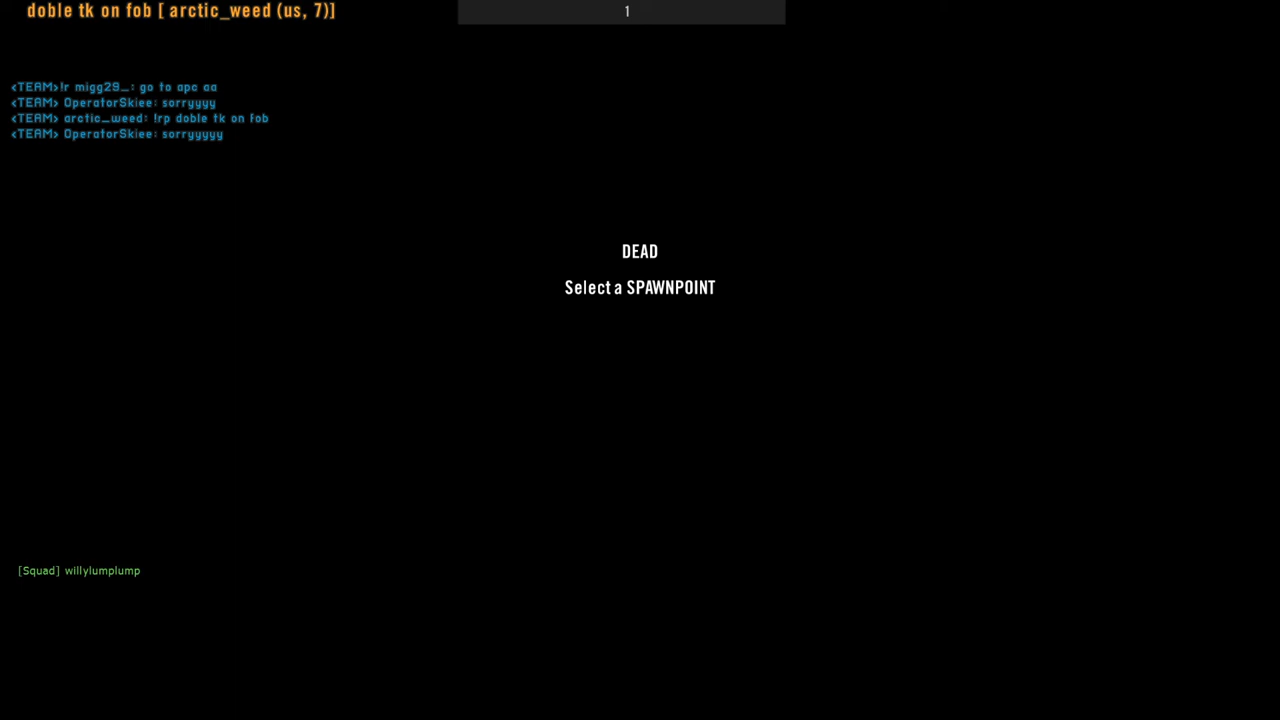 doble tk on fob [ arctic_weed (us, 7)]
1
<TEAM>!r migg29_: go to apc aa
<TEAM> OperatorSkiee: sorryyyy
<TEAM> arctic_weed: !rp doble tk on fob
<TEAM> OperatorSkiee: sorryyyyy
DEAD
Select a SPAWNPOINT
[Squad] willylumplump